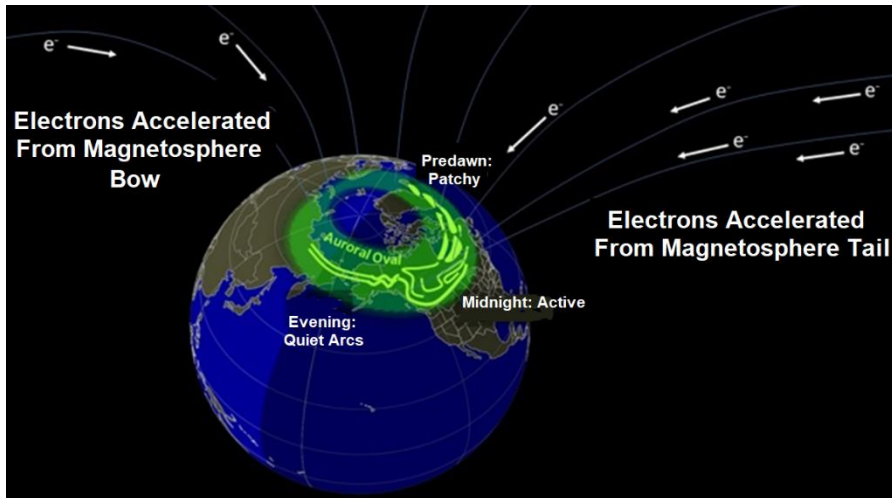 e-
e-
e-
e-
e-
e-
e-
Electrons Accelerated
From Magnetosphere
Bow
Predawn:
Patchy
Electrons Accelerated
From Magnetosphere Tail
Auroral Oval
Midnight: Active
Evening:
Quiet Arcs